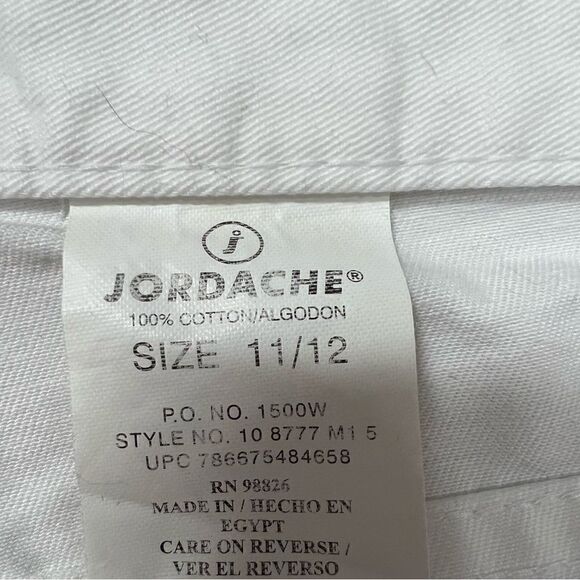 j
JORDACHE®
100% COTTON/ALGODON
SIZE 11/12
P.O. NO. 1500W
STYLE NO. 10 8777 M1 5
UPC 786675484658
RN 98826
MADE IN / HECHO EN
EGYPT
CARE ON REVERSE /
VER EL REVERSO